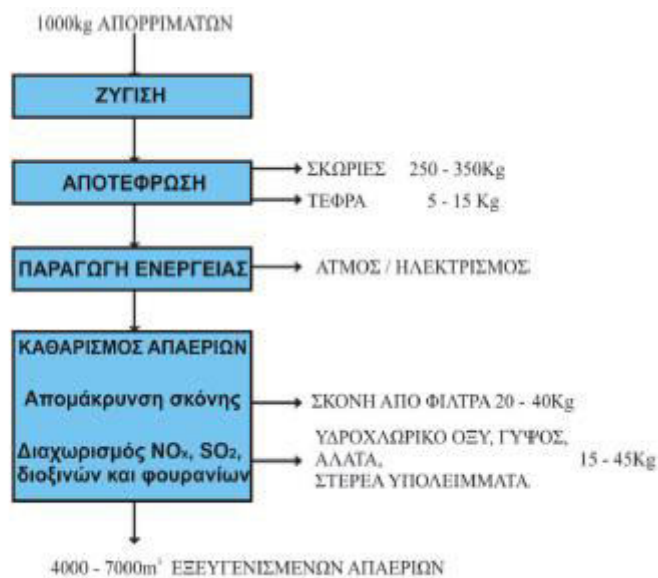 1000kg ΑΠΟΡΡΙΜΑΤΩΝ
ΖΥΓΙΣΗ
ΑΠΟΤΕΦΡΩΣΗ
ΣΚΩΡΙΕΣ 250 - 350Kg
ΤΕΦΡΑ 5 - 15 Kg
ΠΑΡΑΓΩΓΗ ΕΝΕΡΓΕΙΑΣ
ΑΤΜΟΣ / ΗΛΕΚΤΡΙΣΜΟΣ
ΚΑΘΑΡΙΣΜΟΣ ΑΠΑΕΡΙΩΝ
Απομάκρυνση σκόνης
ΣΚΟΝΗ ΑΠΟ ΦΙΛΤΡΑ 20 - 40Kg
Διαχωρισμός NOx, SO2,
διοξινών και φουρανίων
ΥΔΡΟΧΛΩΡΙΚΟ ΟΞΥ, ΓΥΨΟΣ,
ΑΛΑΤΑ, 15 - 45Kg
ΣΤΕΡΕΑ ΥΠΟΛΕΙΜΜΑΤΑ
4000 - 7000m³ ΕΞΕΥΓΕΝΙΣΜΕΝΩΝ ΑΠΑΕΡΙΩΝ